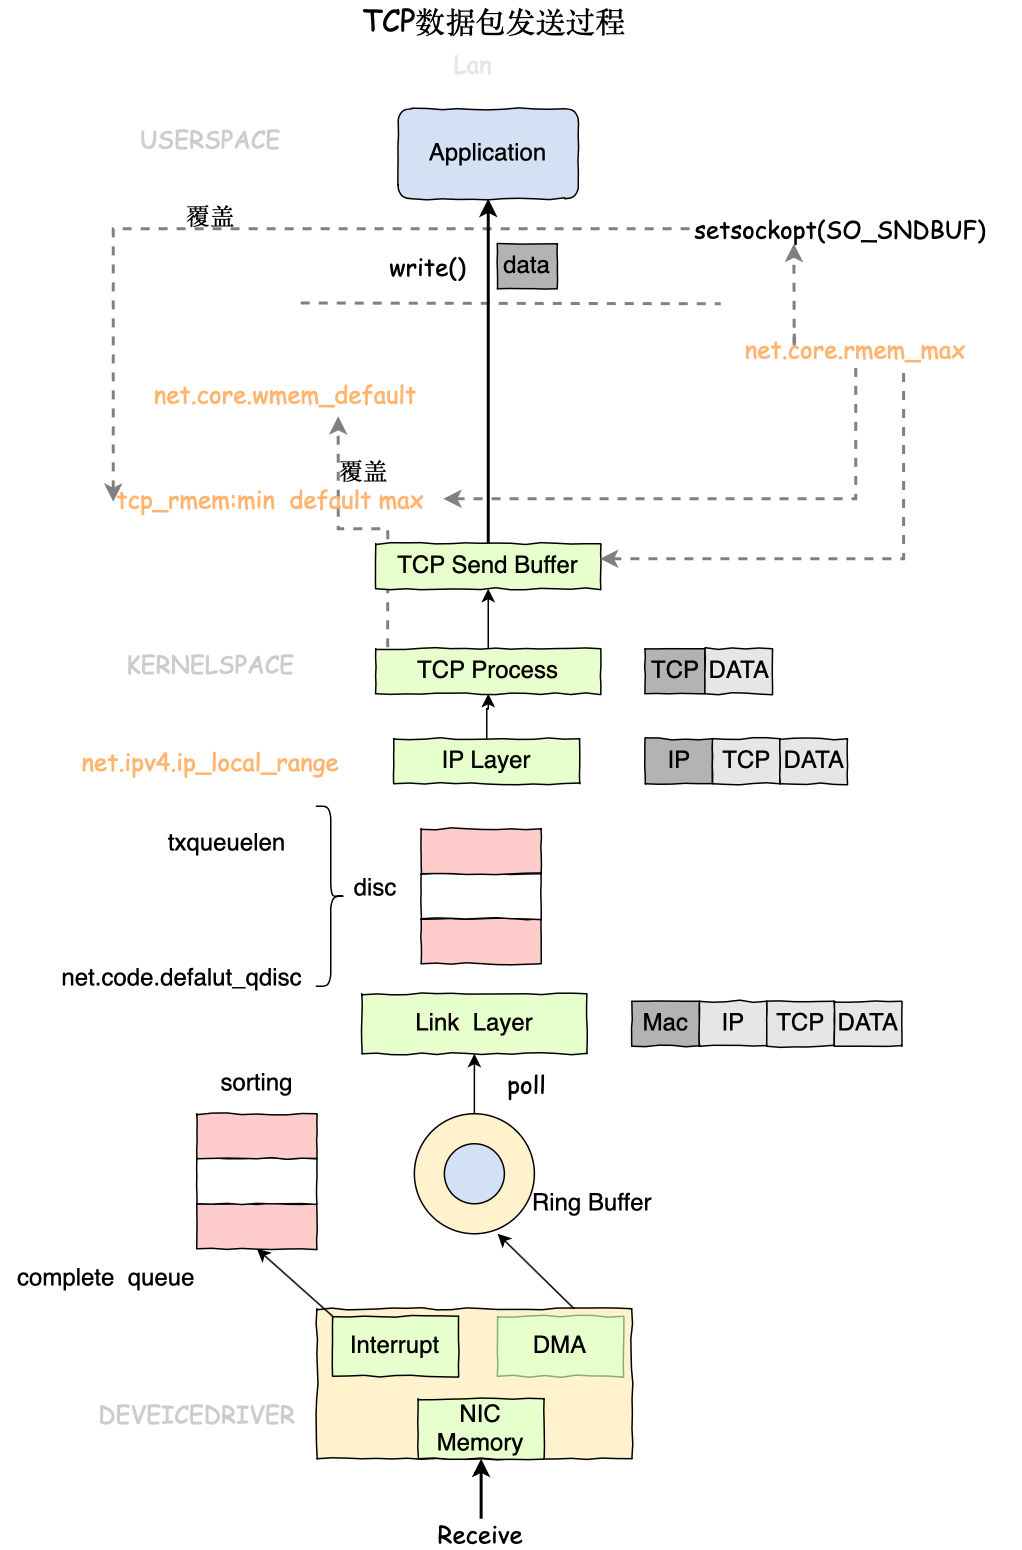 TCP数据包发送过程
Lan
USERSPACE
Application
覆盖
setsockopt(SO_SNDBUF)
write()
data
net.core.rmem_max
net.core.wmem_default
覆盖
tcp_rmem:min default max
TCP Send Buffer
KERNELSPACE
TCP Process
TCP DATA
net.ipv4.ip_local_range
IP Layer
IP TCP DATA
txqueuelen
disc
net.code.defalut_qdisc
Link Layer
Mac IP TCP DATA
sorting
poll
Ring Buffer
complete queue
Interrupt
DMA
DEVEICEDRIVER
NIC
Memory
Receive